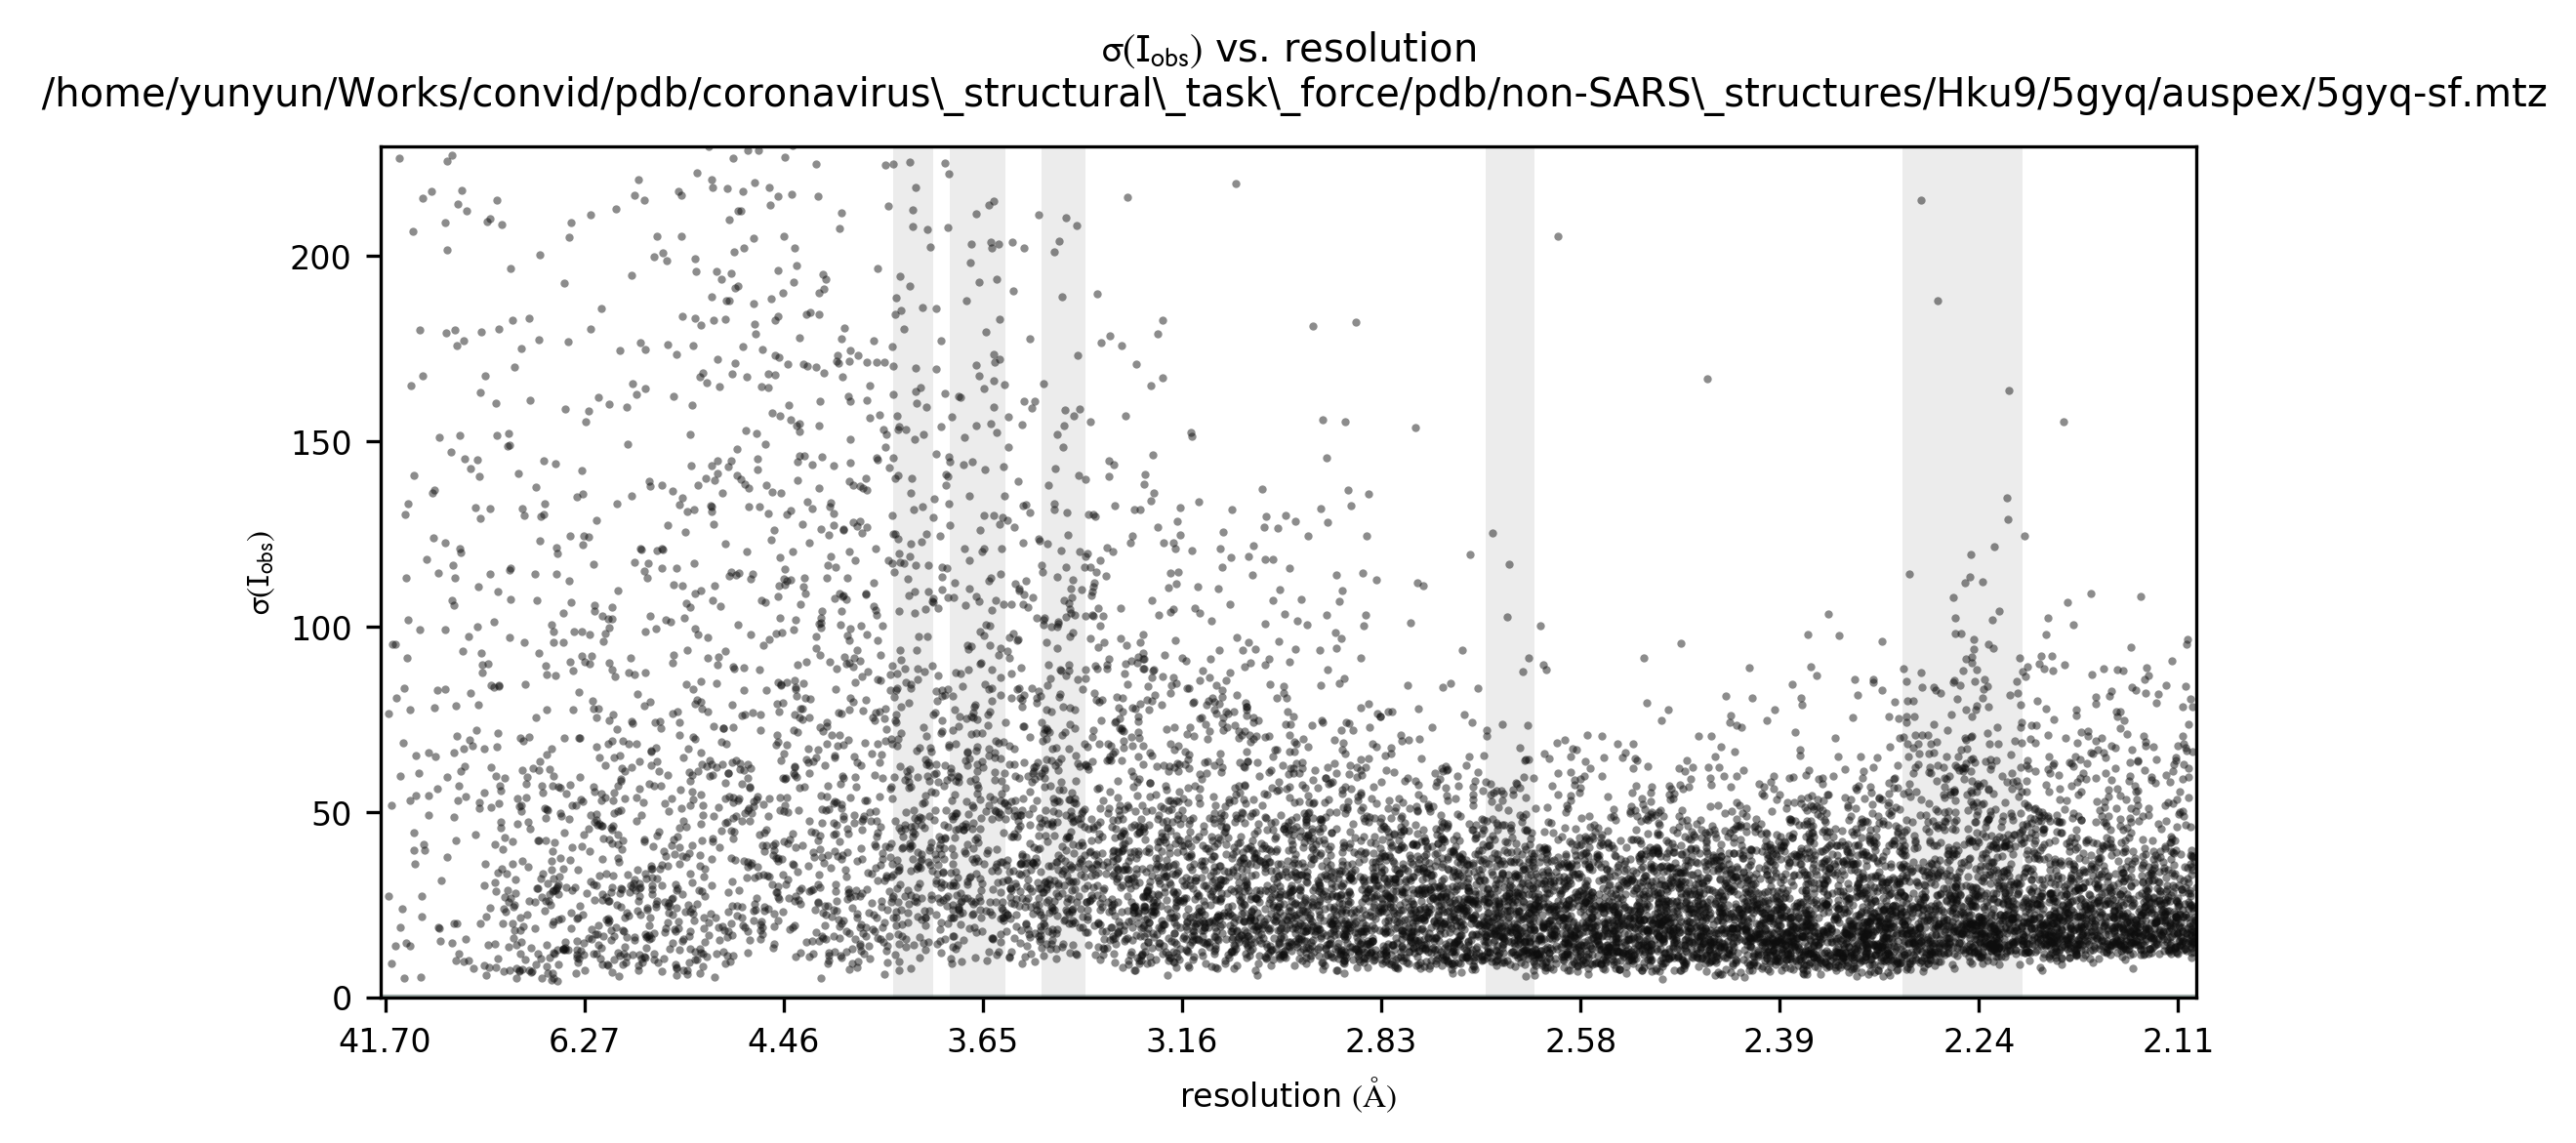 σ(Iobs) vs. resolution
/home/yunyun/Works/convid/pdb/coronavirus\_structural\_task\_force/pdb/non-SARS\_structures/Hku9/5gyq/auspex/5gyq-sf.mtz
200
150
100
50
0
σ(Iobs)
41.70 6.27 4.46 3.65 3.16 2.83 2.58 2.39 2.24 2.11
resolution (Å)